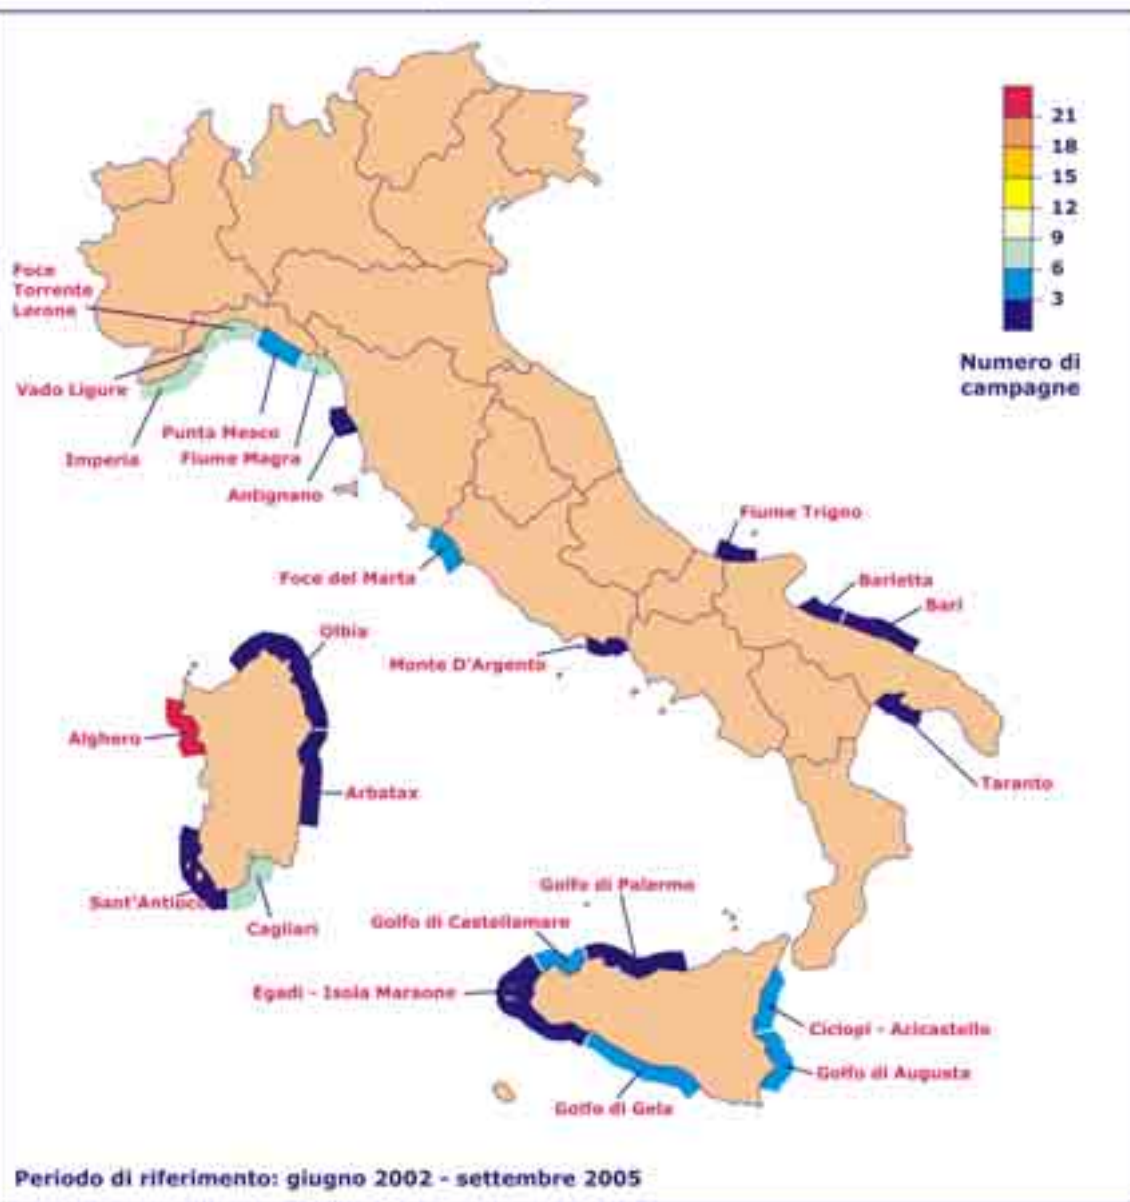 21
18
15
12
9
6
3
Numero di
campagne
Foce
Torrente
Lerone
Vado Ligure
Imperia
Punta Mesco
Fiume Magra
Antignano
Foce del Marta
Fiume Trigno
Barletta
Bari
Monte D'Argento
Taranto
Olbia
Alghero
Arbatax
Sant'Antioco
Cagliari
Golfo di Palermo
Golfo di Castellamare
Egadi - Isola Maraone
Ciclopi - Acicastello
Golfo di Augusta
Golfo di Gela
Periodo di riferimento: giugno 2002 - settembre 2005